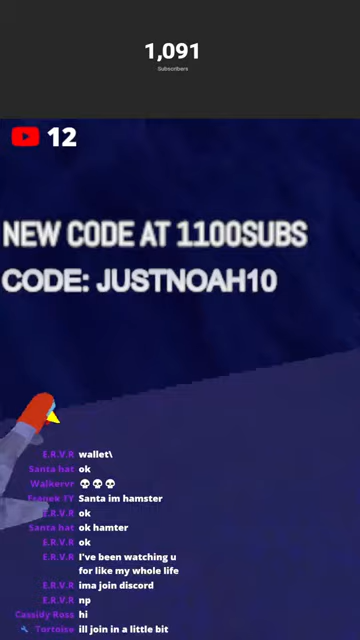 1,091
Subscribers
12
NEW CODE AT 1100SUBS
CODE: JUSTNOAH10
E.R.V.R wallet\
Santa hat ok
Walkervr 💀💀💀
Franek TY Santa im hamster
E.R.V.R ok
Santa hat ok hamter
E.R.V.R ok
E.R.V.R I've been watching u
for like my whole life
E.R.V.R ima join discord
E.R.V.R np
Cassidy Ross hi
Tortoise ill join in a little bit